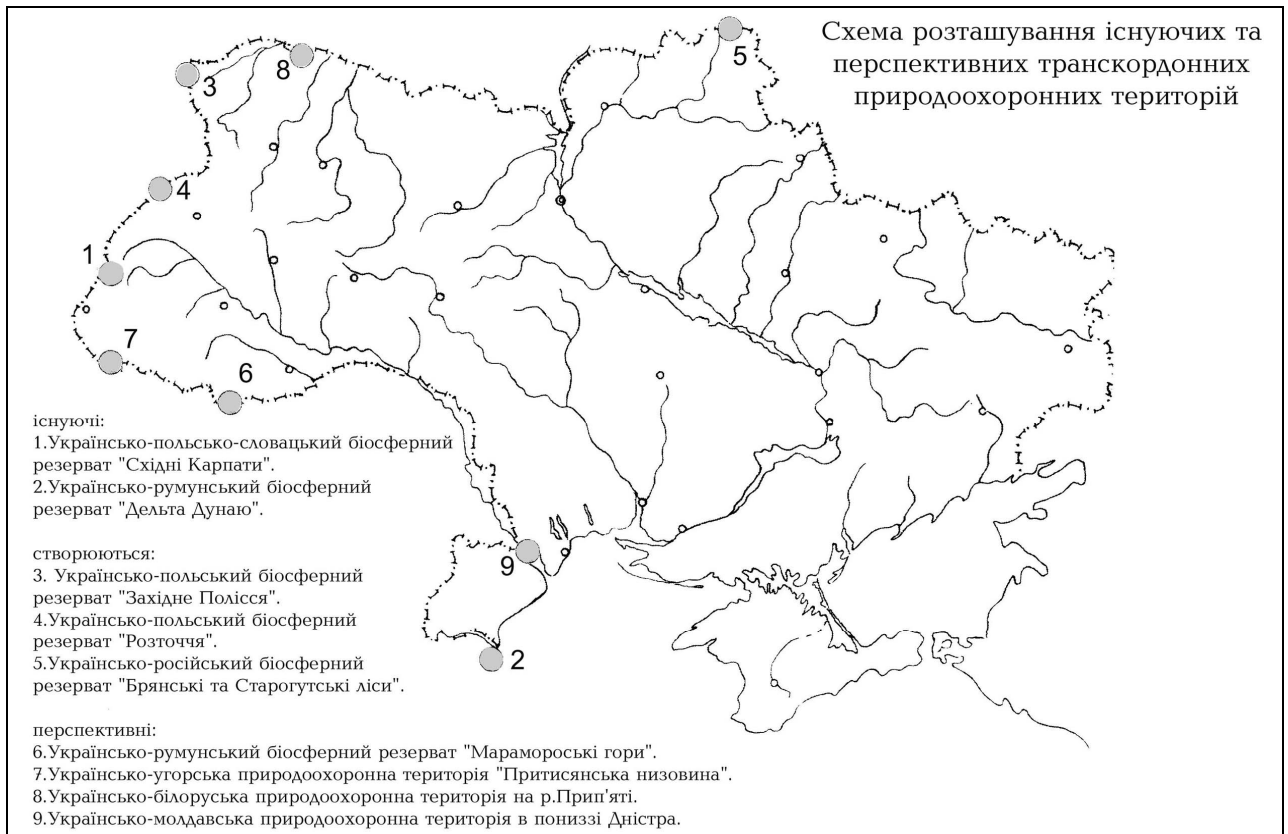 Схема розташування існуючих та
перспективних транскордонних
природоохоронних територій
5
8
3
4
1
7
6
9
2
існуючі:
1.Українсько-польсько-словацький біосферний
резерват "Східні Карпати".
2.Українсько-румунський біосферний
резерват "Дельта Дунаю".
створюються:
3. Українсько-польський біосферний
резерват "Західне Полісся".
4.Українсько-польський біосферний
резерват "Розточчя".
5.Українсько-російський біосферний
резерват "Брянські та Старогутські ліси".
перспективні:
6.Українсько-румунський біосферний резерват "Марамороські гори".
7.Українсько-угорська природоохоронна територія "Притисянська низовина".
8.Українсько-білоруська природоохоронна територія на р.Прип'яті.
9.Українсько-молдавська природоохоронна територія в пониззі Дністра.